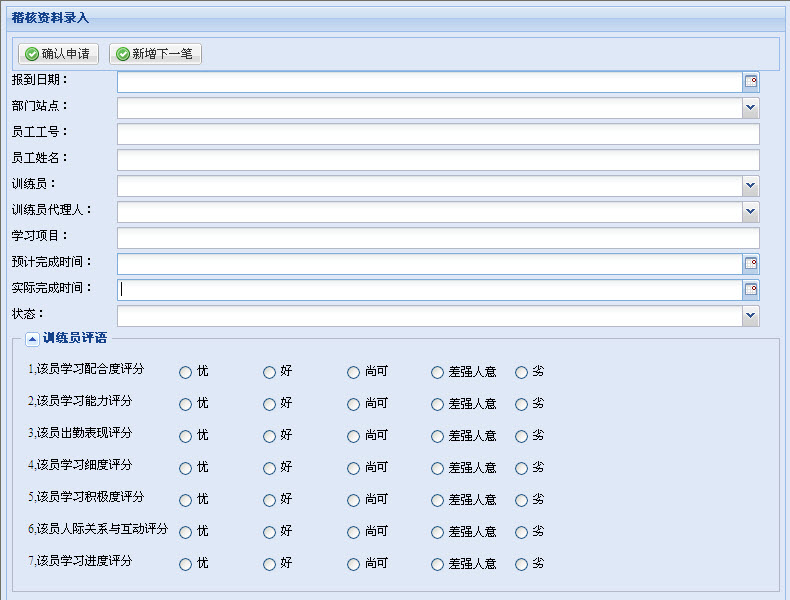 稽核资料录入
确认申请 新增下一笔
报到日期：
部门站点：
员工工号：
员工姓名：
训练员：
训练员代理人：
学习项目：
预计完成时间：
实际完成时间：
状态：
训练员评语
1,该员学习配合度评分 优 好 尚可 差强人意 劣
2,该员学习能力评分 优 好 尚可 差强人意 劣
3,该员出勤表现评分 优 好 尚可 差强人意 劣
4,该员学习细度评分 优 好 尚可 差强人意 劣
5,该员学习积极度评分 优 好 尚可 差强人意 劣
6,该员人际关系与互动评分 优 好 尚可 差强人意 劣
7,该员学习进度评分 优 好 尚可 差强人意 劣